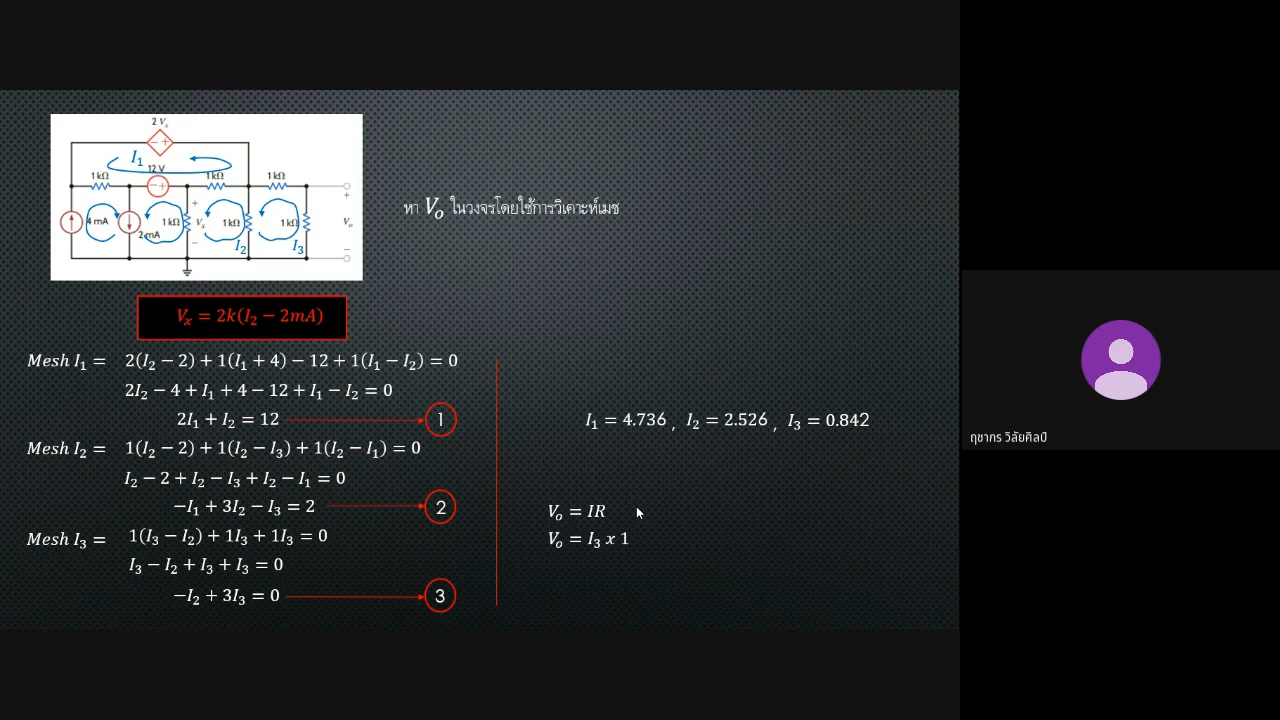 2 Vₓ
I₁
12 V
1 kΩ
1 kΩ
1 kΩ
4 mA
2 mA
1 kΩ
Vₓ
1 kΩ
1 kΩ
Vₒ
I₂
I₃
หา Vₒ ในวงจรโดยใช้การวิเคาะห์เมช
Vₓ = 2k(I₂ − 2mA)
Mesh I₁ = 2(I₂ − 2) + 1(I₁ + 4) − 12 + 1(I₁ − I₂) = 0
2I₂ − 4 + I₁ + 4 − 12 + I₁ − I₂ = 0
2I₁ + I₂ = 12 1
Mesh I₂ = 1(I₂ − 2) + 1(I₂ − I₃) + 1(I₂ − I₁) = 0
I₂ − 2 + I₂ − I₃ + I₂ − I₁ = 0
−I₁ + 3I₂ − I₃ = 2 2
Mesh I₃ = 1(I₃ − I₂) + 1I₃ + 1I₃ = 0
I₃ − I₂ + I₃ + I₃ = 0
−I₂ + 3I₃ = 0 3
I₁ = 4.736 , I₂ = 2.526 , I₃ = 0.842
Vₒ = IR
Vₒ = I₃ x 1
ฤชากร วิลัยศิลป์